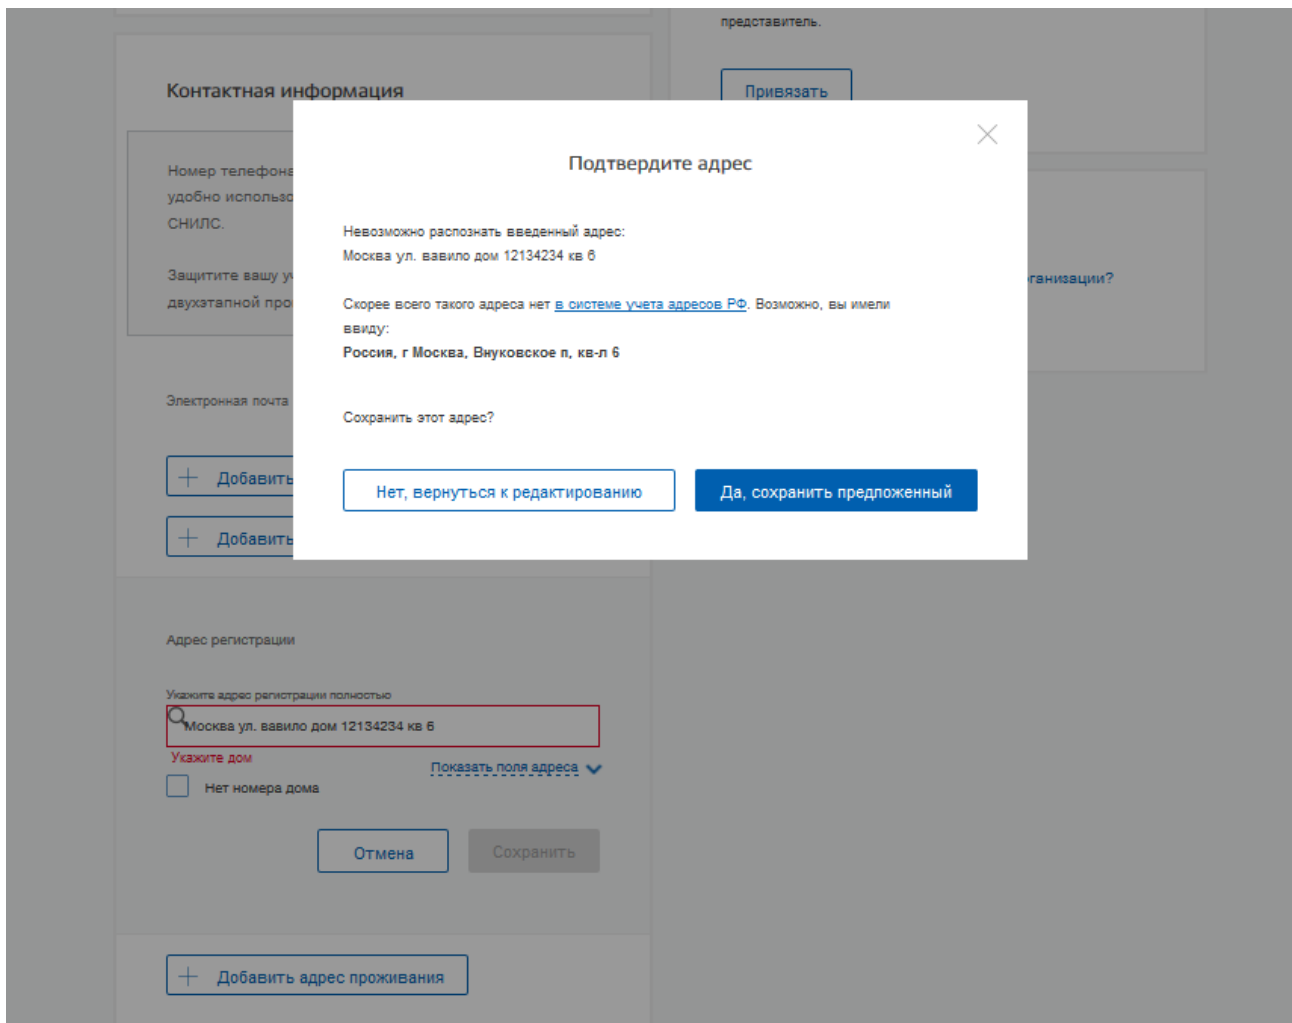 представитель.
Контактная информация
Привязать
Номер телефона
удобно использо
СНИЛС.
Защитите вашу у
двухэтапной про
Подтвердите адрес
Невозможно распознать введенный адрес:
Москва ул. вавило дом 12134234 кв 6
Скорее всего такого адреса нет в системе учета адресов РФ. Возможно, вы имели
ввиду:
Россия, г Москва, Внуковское п, кв-л 6
Сохранить этот адрес?
Нет, вернуться к редактированию
Да, сохранить предложенный
ганизации?
Электронная почта
Добавить
Добавить
Адрес регистрации
Укажите адрес регистрации полностью
Москва ул. вавило дом 12134234 кв 6
Укажите дом
Показать поля адреса
Нет номера дома
Отмена
Сохранить
Добавить адрес проживания